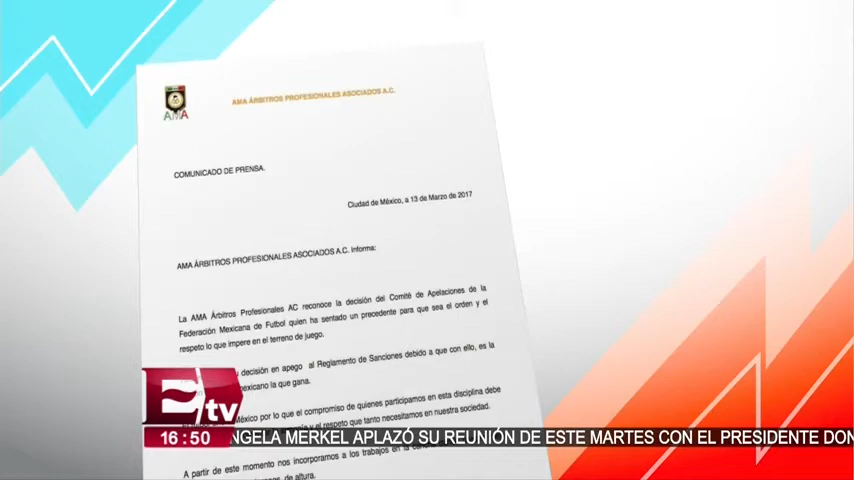 AMA
AMA ÁRBITROS PROFESIONALES ASOCIADOS A.C.
COMUNICADO DE PRENSA.
Ciudad de México, a 13 de Marzo de 2017
AMA ÁRBITROS PROFESIONALES ASOCIADOS A.C. Informa:
La AMA Árbitros Profesionales AC reconoce la decisión del Comité de Apelaciones de la
Federación Mexicana de Futbol quien ha sentado un precedente para que sea el orden y el
respeto lo que impere en el terreno de juego.
decisión en apego al Reglamento de Sanciones debido a que con ello, es la
mexicano la que gana.
México por lo que el compromiso de quienes participamos en esta disciplina debe
y el respeto que tanto necesitamos en nuestra sociedad.
A partir de este momento nos incorporamos a los trabajos en la
de altura.
tv
16:50
NGELA MERKEL APLAZÓ SU REUNIÓN DE ESTE MARTES CON EL PRESIDENTE DON